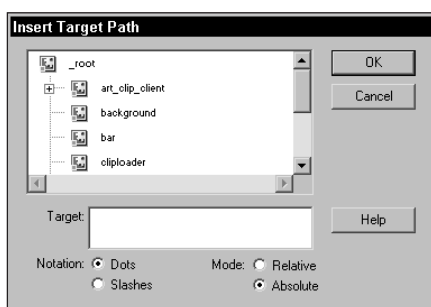 Insert Target Path
_root
OK
art_clip_client
Cancel
background
bar
cliploader
Target:
Help
Notation: Dots Mode: Relative
Slashes Absolute